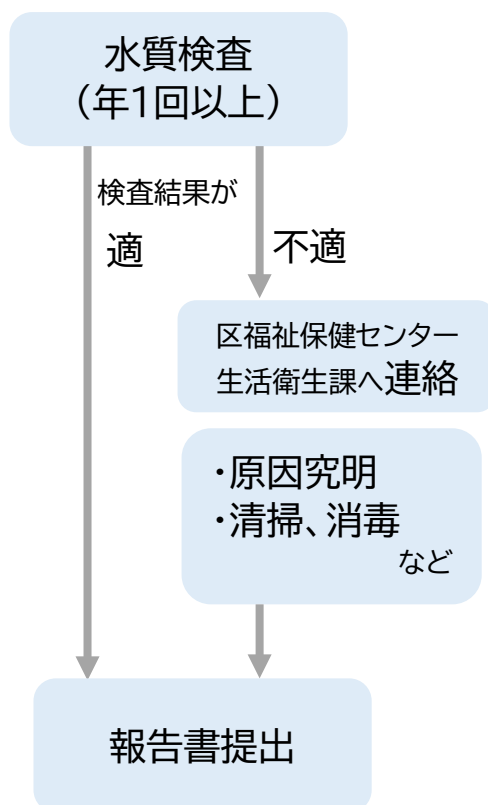 水質検査
（年1回以上）
検査結果が
適
不適
区福祉保健センター
生活衛生課へ連絡
・原因究明
・清掃、消毒
など
報告書提出